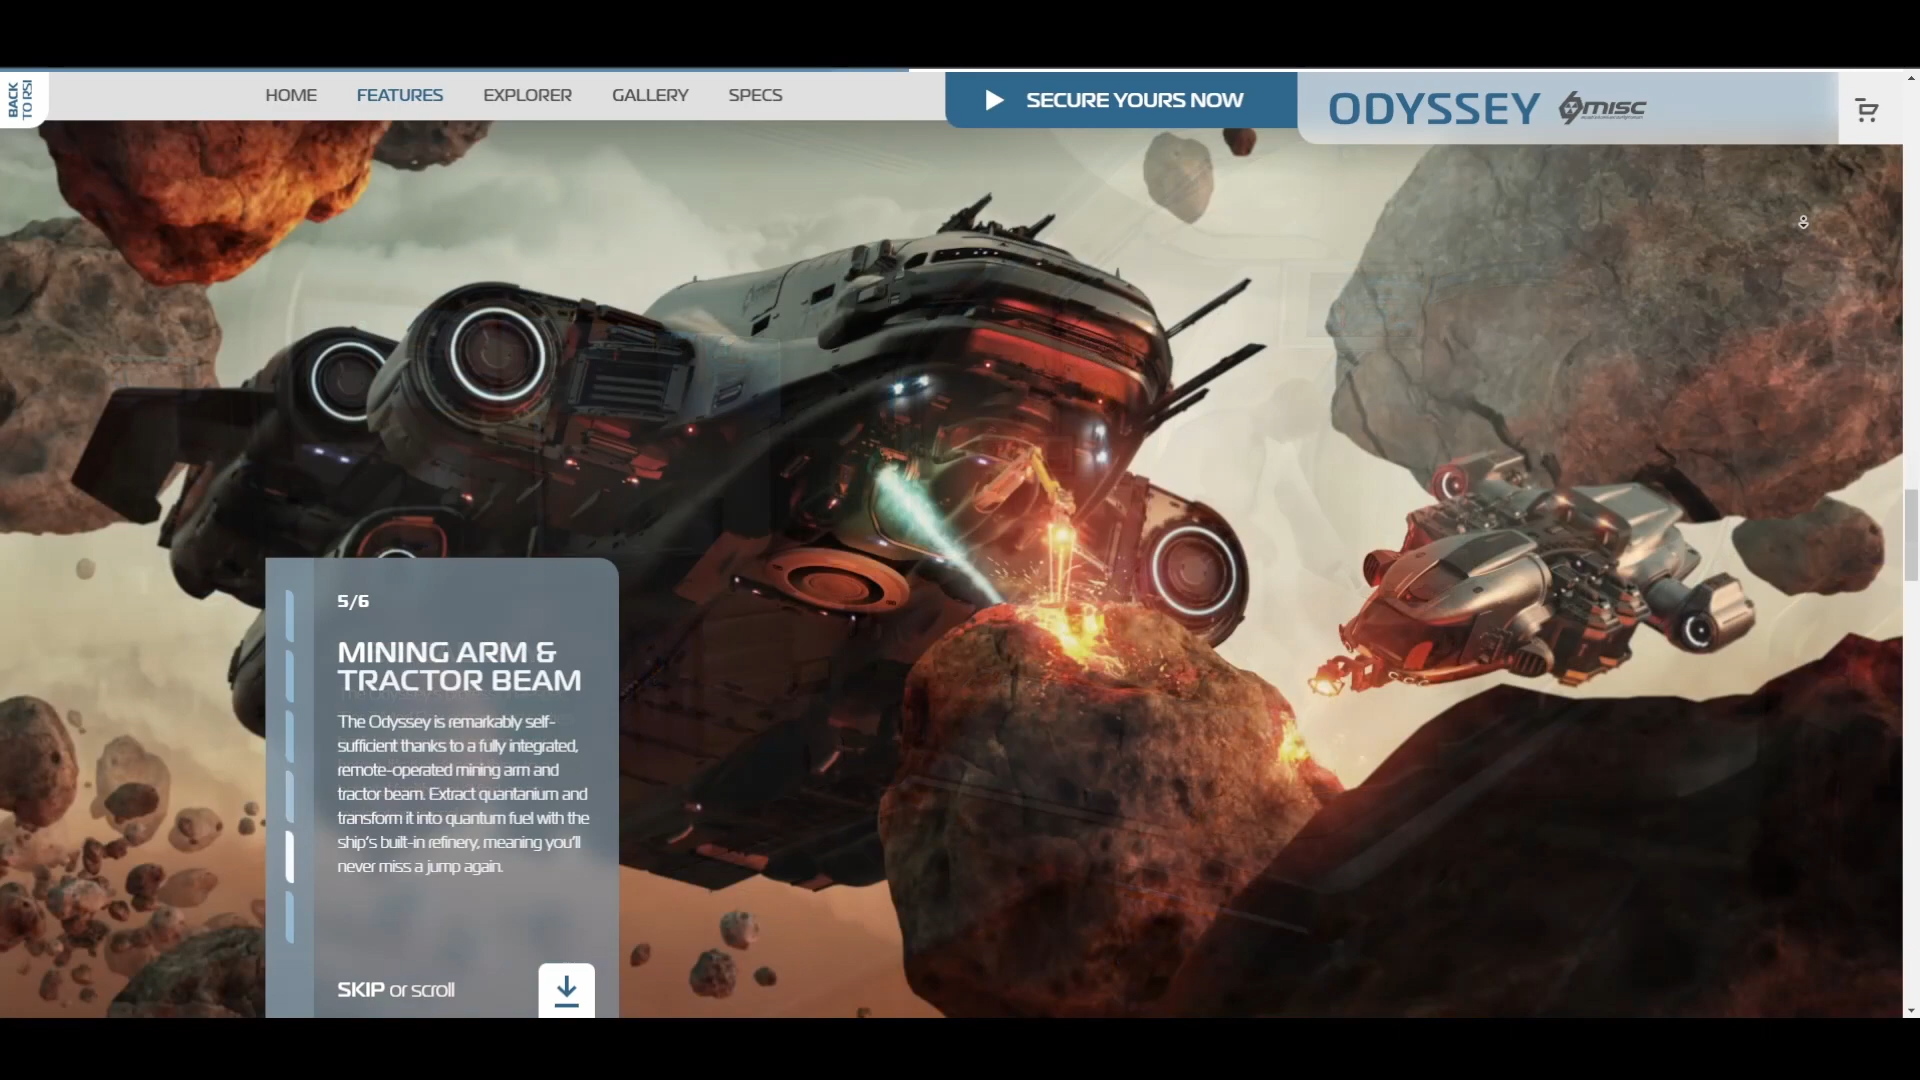 BACK
TO RSI
HOME
FEATURES
EXPLORER
GALLERY
SPECS
SECURE YOURS NOW
ODYSSEY
MISC
5/6
MINING ARM &
TRACTOR BEAM
The Odyssey is remarkably self-
sufficient thanks to a fully integrated,
remote-operated mining arm and
tractor beam. Extract quantanium and
transform it into quantum fuel with the
ship's built-in refinery, meaning you'll
never miss a jump again.
SKIP or scroll